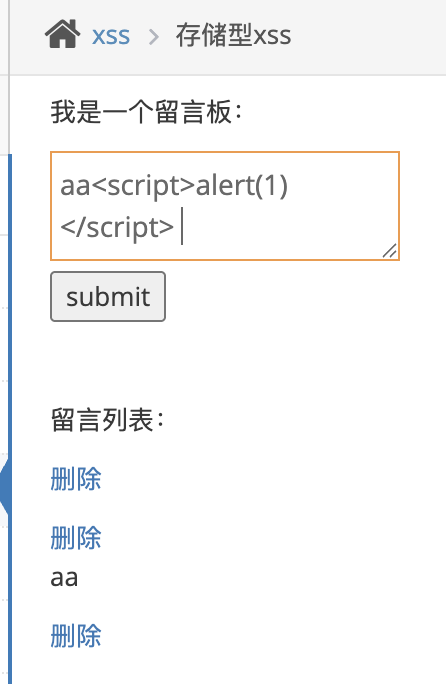 xss > 存储型xss
我是一个留言板：
aa<script>alert(1)
</script>
submit
留言列表：
删除
删除
aa
删除